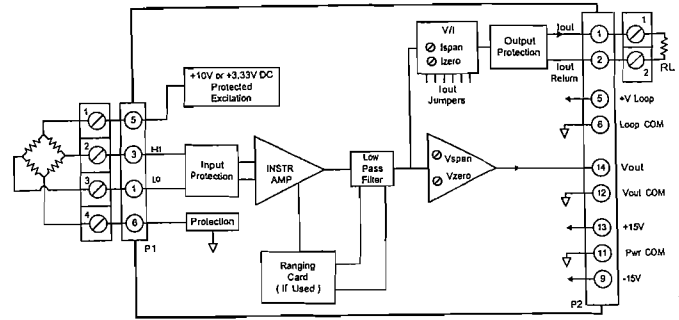 +10V or +3.33V DC
Protected
Excitation
1
2
3
4
5
3
1
6
P1
HI
LO
Input
Protection
Protection
INSTR
AMP
Low
Pass
Filter
Ranging
Card
( If Used )
V/I
Ispan
Izero
Iout
Jumpers
Output
Protection
Iout
Iout
Return
Vspan
Vzero
1
2
1
2
RL
5
+V Loop
6
Loop COM
14
Vout
12
Vout COM
13
+15V
11
Pwr COM
9
-15V
P2